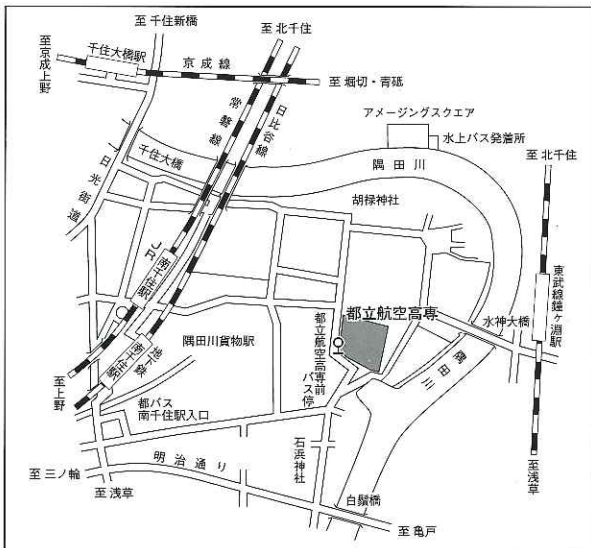 至 千住新橋
至 北千住
至京成上野
千住大橋駅
京成線
至 堀切・青砥
常磐線
日比谷線
アメージングスクエア
水上バス発着所
至 北千住
千住大橋
日光街道
隅田川
胡禄神社
JR
南千住駅
東武線鐘ヶ淵駅
都立航空高専
水神大橋
隅田川貨物駅
都立航空高専前
バス停
地下鉄
南千住駅
隅田川
至上野
都バス
南千住駅入口
石浜神社
至 三ノ輪
明治通り
至 浅草
白鬚橋
至浅草
至 亀戸